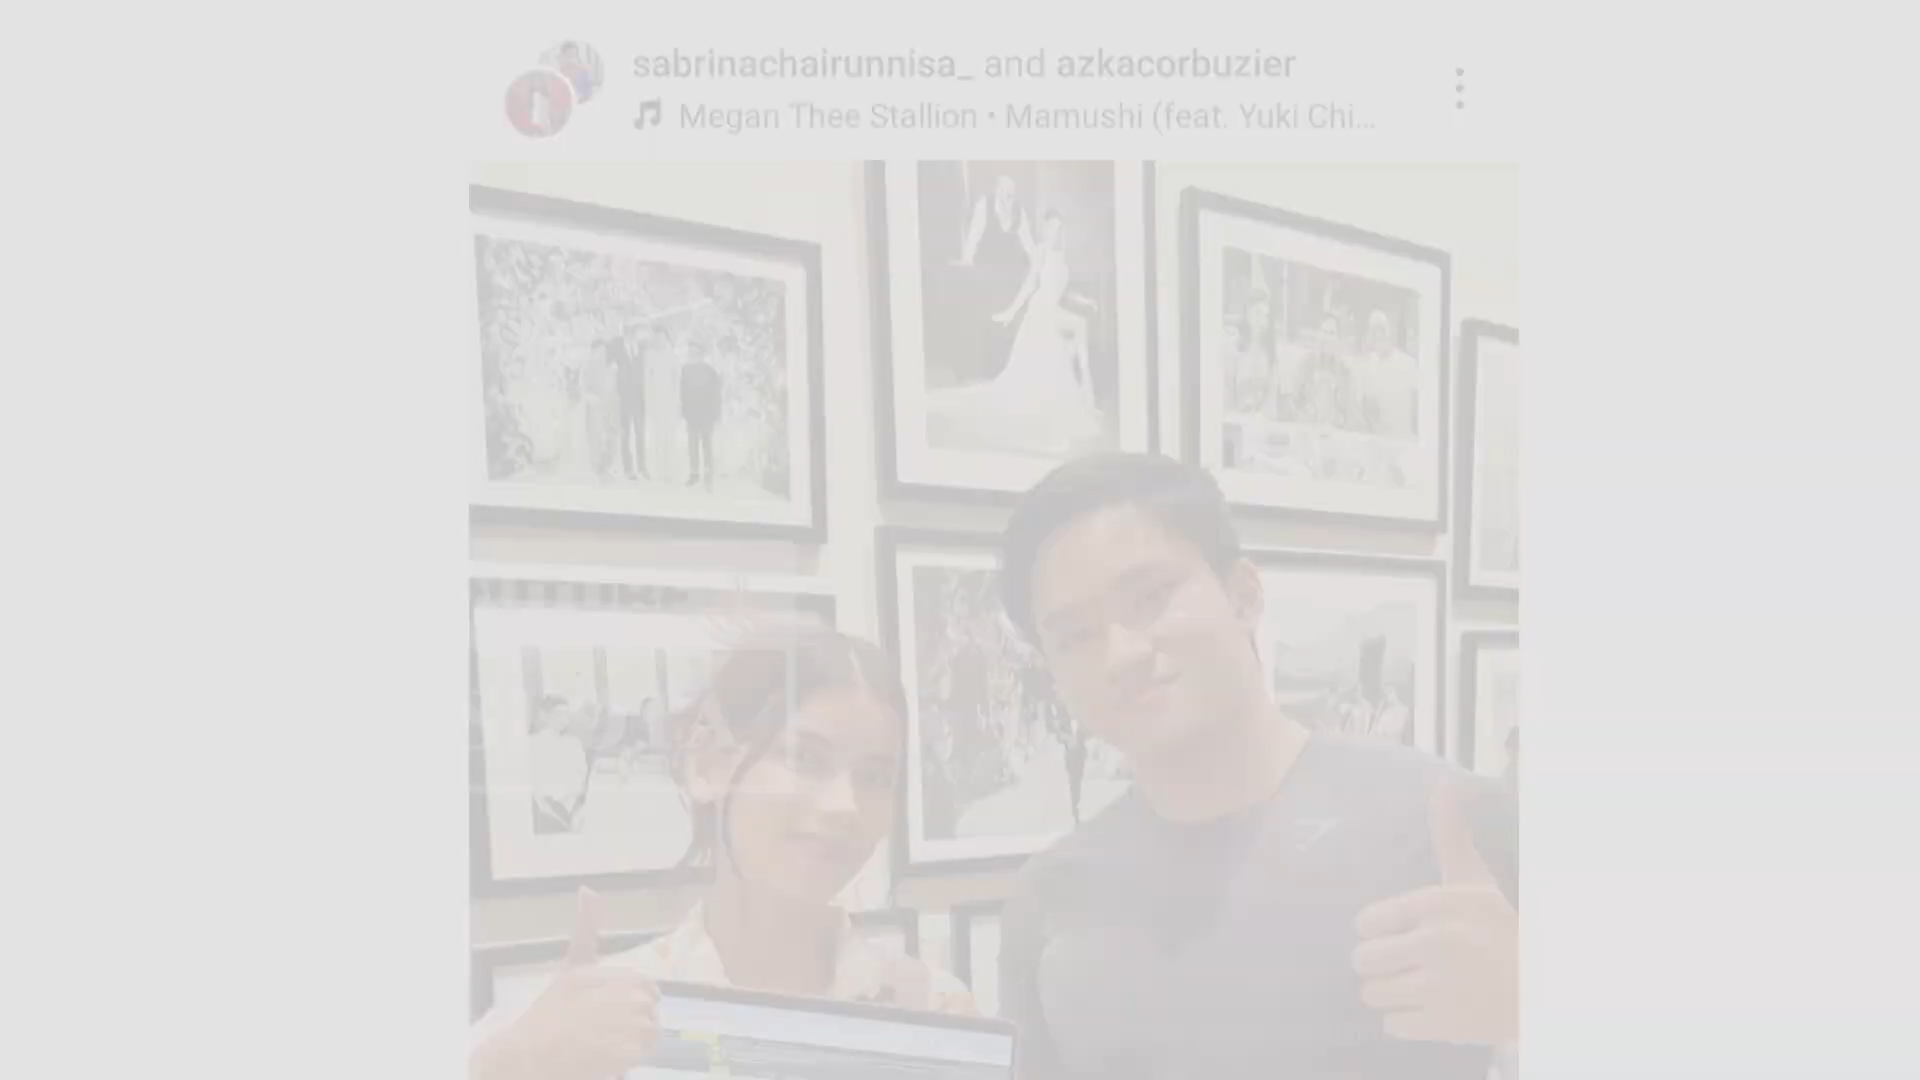 sabrinachairunnisa_ and azkacorbuzier
Megan Thee Stallion • Mamushi (feat. Yuki Chi...